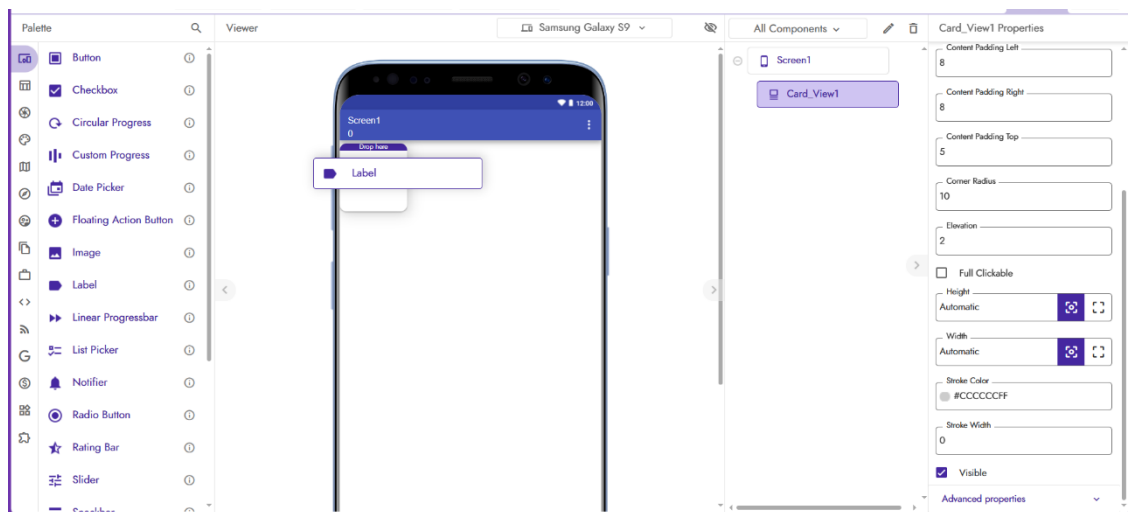 Palette
Viewer
Samsung Galaxy S9
All Components
Card_View1 Properties
Button
Checkbox
Circular Progress
Custom Progress
Date Picker
Floating Action Button
Image
Label
Linear Progressbar
List Picker
Notifier
Radio Button
Rating Bar
Slider
12:00
Screen1
0
Drop here
Label
Screen1
Card_View1
Content Padding Left
8
Content Padding Right
8
Content Padding Top
5
Corner Radius
10
Elevation
2
Full Clickable
Height
Automatic
Width
Automatic
Stroke Color
#CCCCCCFF
Stroke Width
0
Visible
Advanced properties